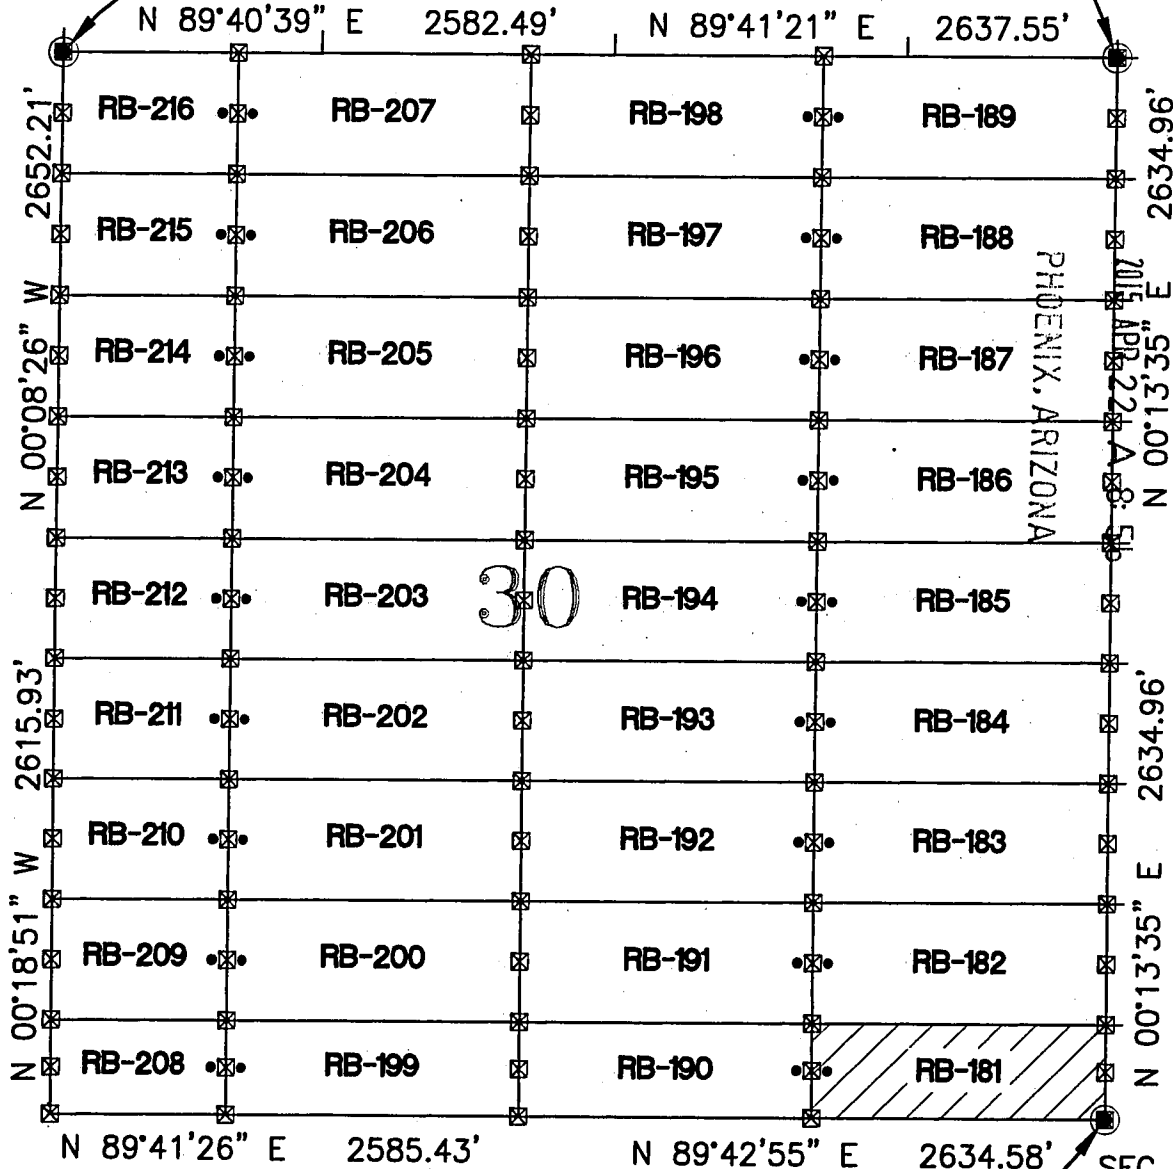 N 89°40'39" E 2582.49' N 89°41'21" E 2637.55'
2652.21'
N 00°08'26" W
2615.93'
N 00°18'51" W
RB-216 RB-207 RB-198 RB-189
RB-215 RB-206 RB-197 RB-188
RB-214 RB-205 RB-196 RB-187
RB-213 RB-204 RB-195 RB-186
RB-212 RB-203 30 RB-194 RB-185
RB-211 RB-202 RB-193 RB-184
RB-210 RB-201 RB-192 RB-183
RB-209 RB-200 RB-191 RB-182
RB-208 RB-199 RB-190 RB-181
2634.96'
N 00°13'35" E
2015 APR 22 A 8:
PHOENIX, ARIZONA
2634.96'
N 00°13'35" E
N 89°41'26" E 2585.43' N 89°42'55" E 2634.58'
SEC